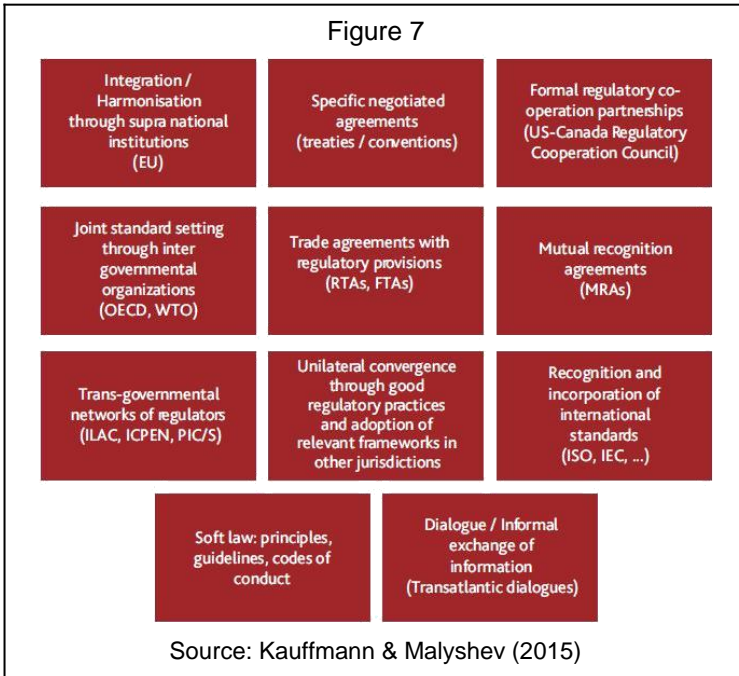 Figure 7
Integration /
Harmonisation
through supra national
institutions
(EU)
Specific negotiated
agreements
(treaties / conventions)
Formal regulatory co-
operation partnerships
(US-Canada Regulatory
Cooperation Council)
Joint standard setting
through inter
governmental
organizations
(OECD, WTO)
Trade agreements with
regulatory provisions
(RTAs, FTAs)
Mutual recognition
agreements
(MRAs)
Trans-governmental
networks of regulators
(ILAC, ICPEN, PIC/S)
Unilateral convergence
through good
regulatory practices
and adoption of
relevant frameworks in
other jurisdictions
Recognition and
incorporation of
international
standards
(ISO, IEC, ...)
Soft law: principles,
guidelines, codes of
conduct
Dialogue / Informal
exchange of
information
(Transatlantic dialogues)
Source: Kauffmann & Malyshev (2015)